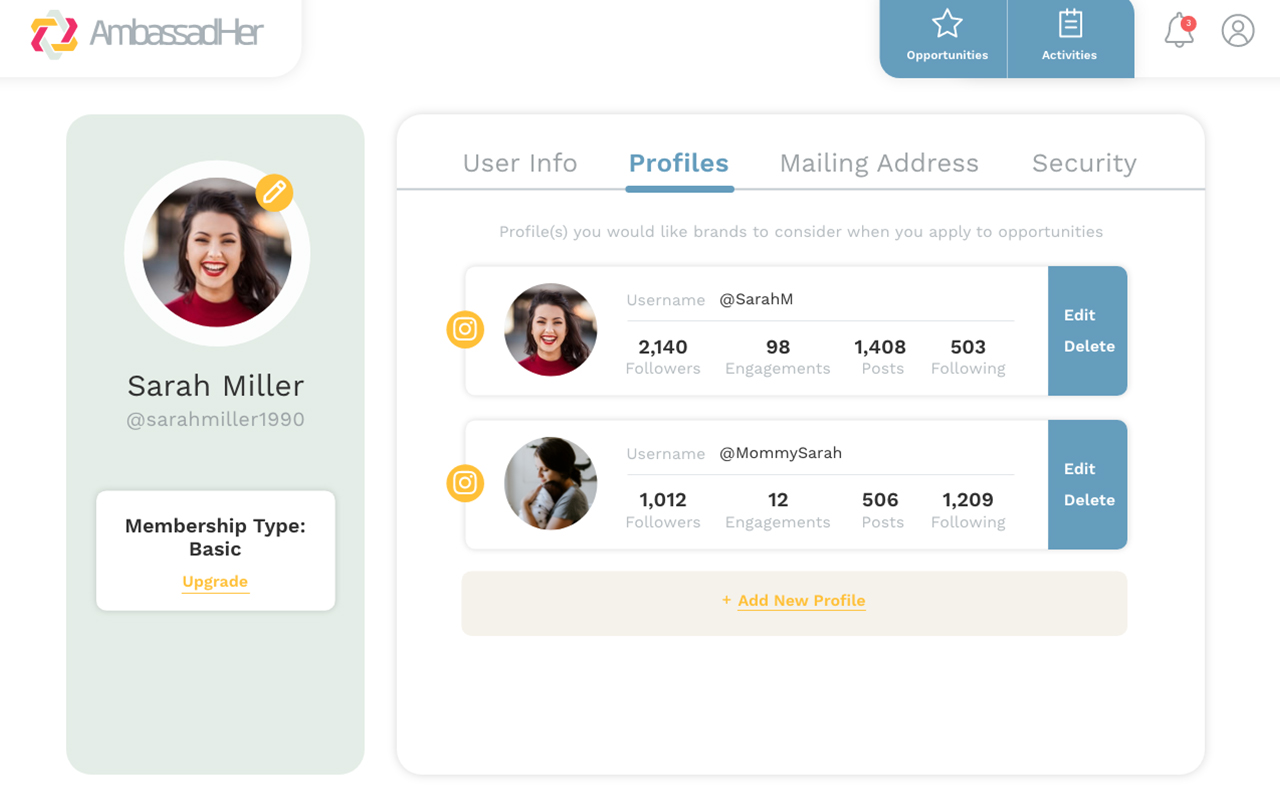 AmbassadHer
Opportunities
Activities
3
Sarah Miller
@sarahmiller1990
Membership Type:
Basic
Upgrade
User Info Profiles Mailing Address Security
Profile(s) you would like brands to consider when you apply to opportunities
Username @SarahM
2,140 98 1,408 503
Followers Engagements Posts Following
Edit
Delete
Username @MommySarah
1,012 12 506 1,209
Followers Engagements Posts Following
Edit
Delete
+ Add New Profile